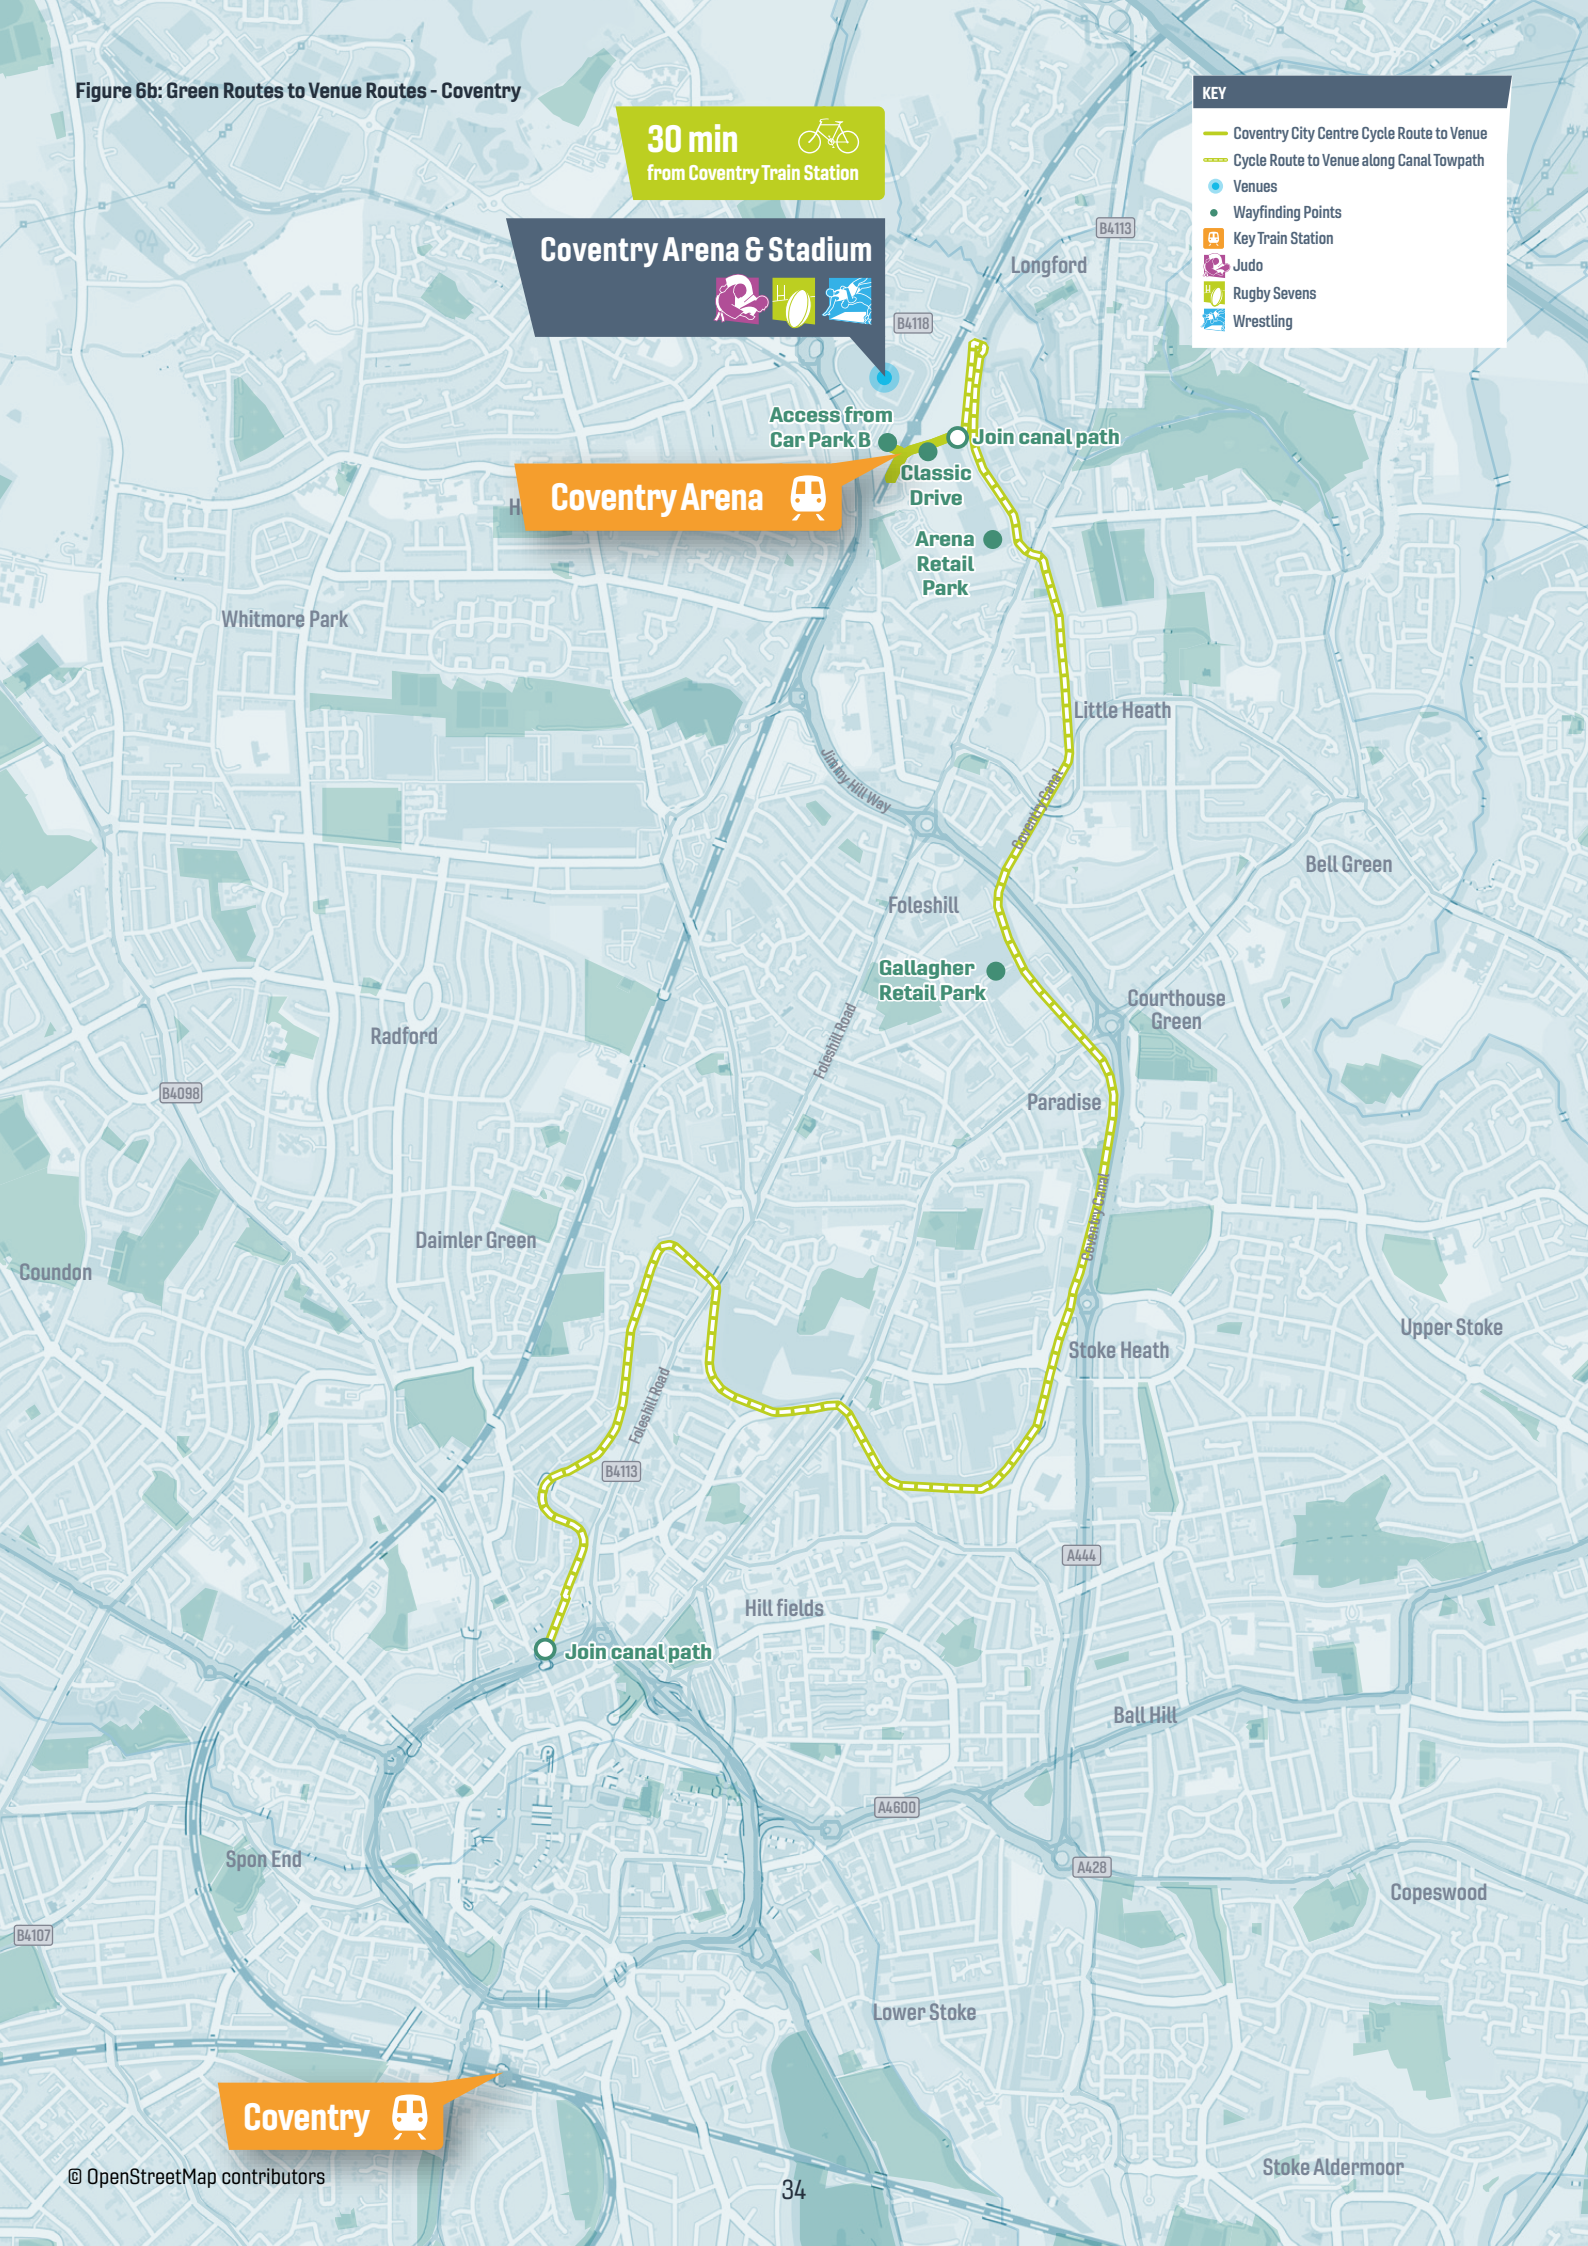 Figure 6b: Green Routes to Venue Routes - Coventry
30 min
from Coventry Train Station
KEY
Coventry City Centre Cycle Route to Venue
Cycle Route to Venue along Canal Towpath
Venues
Wayfinding Points
Key Train Station
Judo
Rugby Sevens
Wrestling
Coventry Arena & Stadium
B4113
Longford
B4118
Access from
Car Park B
Join canal path
Classic
Drive
Coventry Arena
Arena
Retail
Park
Whitmore Park
Little Heath
Jimmy Hill Way
Coventry Canal
Bell Green
Foleshill
Gallagher
Retail Park
Courthouse
Green
Foleshill Road
Radford
B4098
Paradise
Coventry Canal
Daimler Green
Coundon
Upper Stoke
Stoke Heath
Foleshill Road
B4113
A444
Hill fields
Join canal path
Ball Hill
A4600
Spon End
A428
Copeswood
B4107
Lower Stoke
Coventry
Stoke Aldermoor
© OpenStreetMap contributors
34